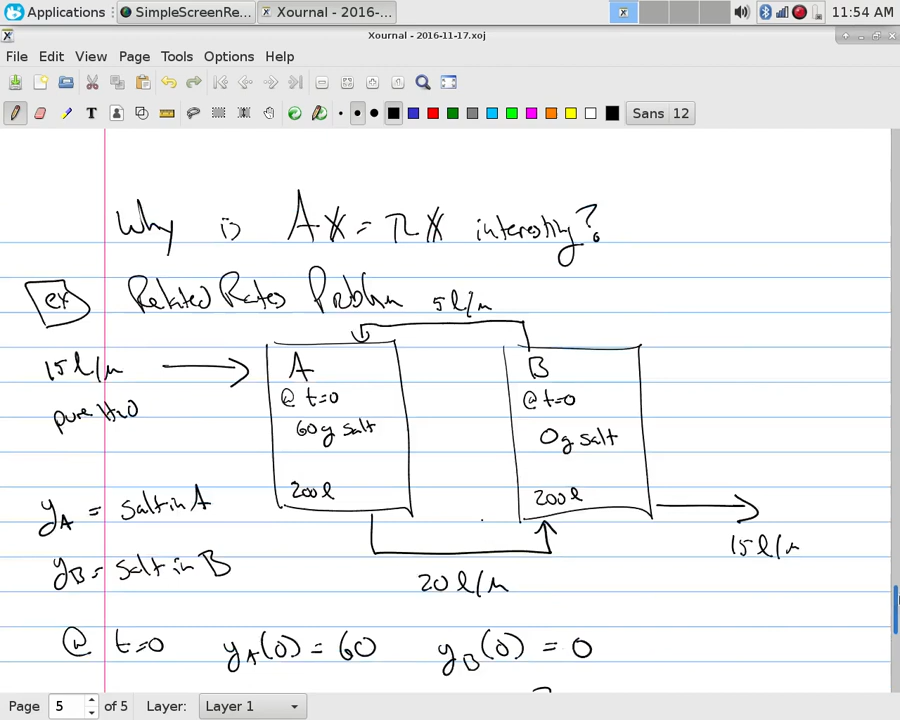 Applications SimpleScreenRe... Xournal - 2016-... 11:54 AM
Xournal - 2016-11-17.xoj
File Edit View Page Tools Options Help
Sans 12
Why is AX = λX interesting?
ex Related Rates Problem 5 l/m
15 l/m A B
@ t=0 @ t=0
pure H2O 60g salt 0g salt
200 l 200 l
yA = salt in A
15 l/m
yB = salt in B
20 l/m
@ t=0 yA(0) = 60 yB(0) = 0
Page 5 of 5 Layer: Layer 1